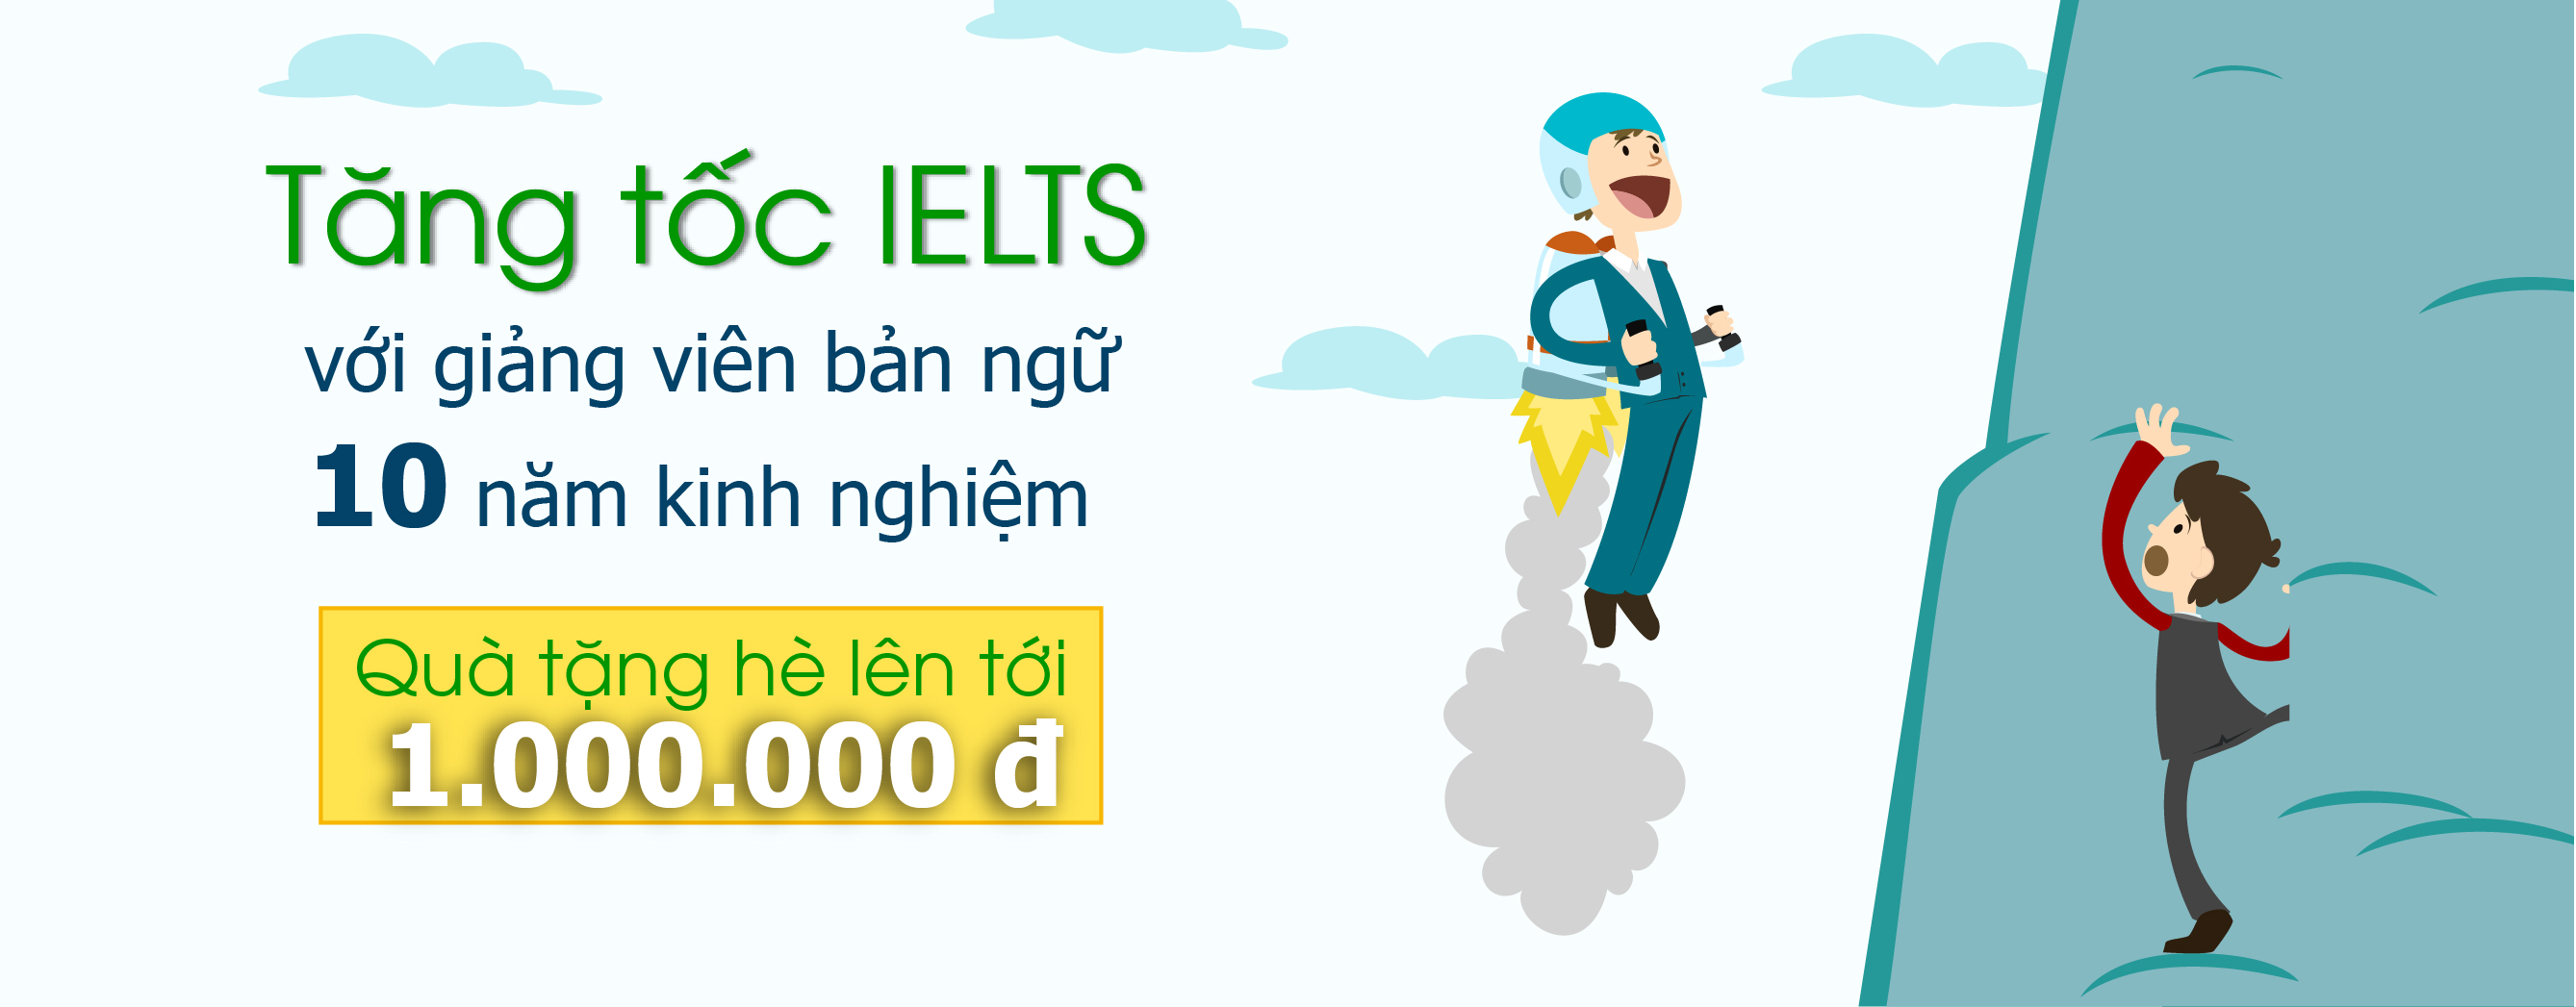 Tăng tốc IELTS
với giảng viên bản ngữ
10 năm kinh nghiệm
Quà tặng hè lên tới
1.000.000 đ